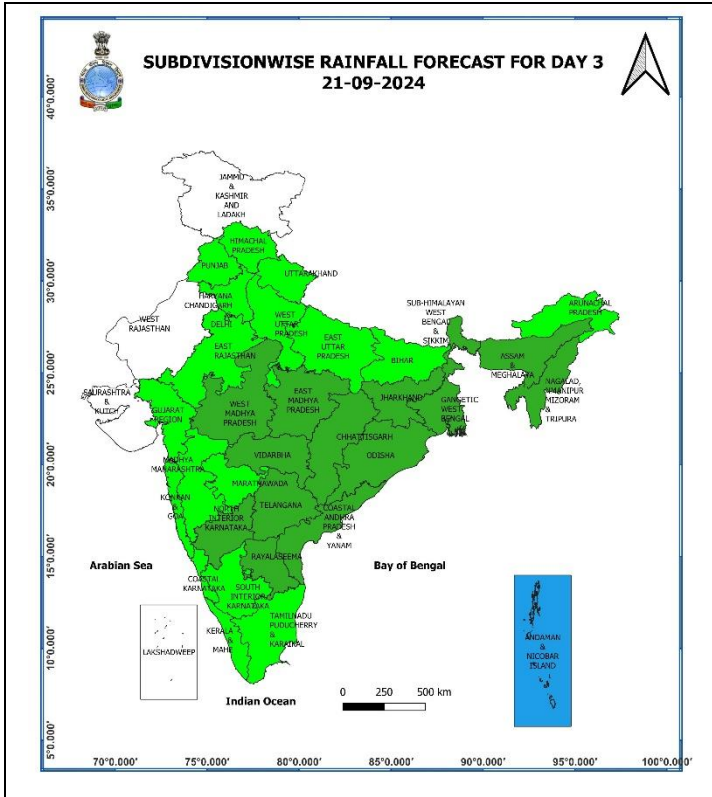 SUBDIVISIONWISE RAINFALL FORECAST FOR DAY 3
21-09-2024
40°0.000'
35°0.000'
30°0.000'
25°0.000'
20°0.000'
15°0.000'
10°0.000'
5°0.000'
JAMMU
&
KASHMIR
AND
LADAKH
HIMACHAL
PRADESH
PUNJAB
UTTARAKHAND
HARYANA
CHANDIGARH
&
DELHI
WEST
RAJASTHAN
WEST
UTTAR
PRADESH
EAST
RAJASTHAN
EAST
UTTAR
PRADESH
BIHAR
SUB-HIMALAYAN
WEST
BENGAL
&
SIKKIM
ARUNACHAL
PRADESH
ASSAM
&
MEGHALAYA
NAGALAD,
MIZORAM
&
TRIPURA
SAURASHTRA
&
KUTCH
GUJARAT
REGION
WEST
MADHYA
PRADESH
EAST
MADHYA
PRADESH
JHARKHAND
GANGETIC
WEST
BENGAL
CHHATTISGARH
ODISHA
VIDARBHA
MADHYA
MAHARASHTRA
MARATHAWADA
KONKAN
&
GOA
NORTH
INTERIOR
KARNATAKA
TELANGANA
COASTAL
ANDHRA
PRADESH
&
YANAM
RAYALASEEMA
Arabian Sea
Bay of Bengal
COASTAL
KARNATAKA
SOUTH
INTERIOR
KARNATAKA
TAMILNADU
PUDUCHERRY
&
KARAIKAL
KERALA
&
MAHE
LAKSHADWEEP
ANDAMAN
&
NICOBAR
ISLAND
Indian Ocean
0 250 500 km
70°0.000' 75°0.000' 80°0.000' 85°0.000' 90°0.000' 95°0.000' 100°0.000'